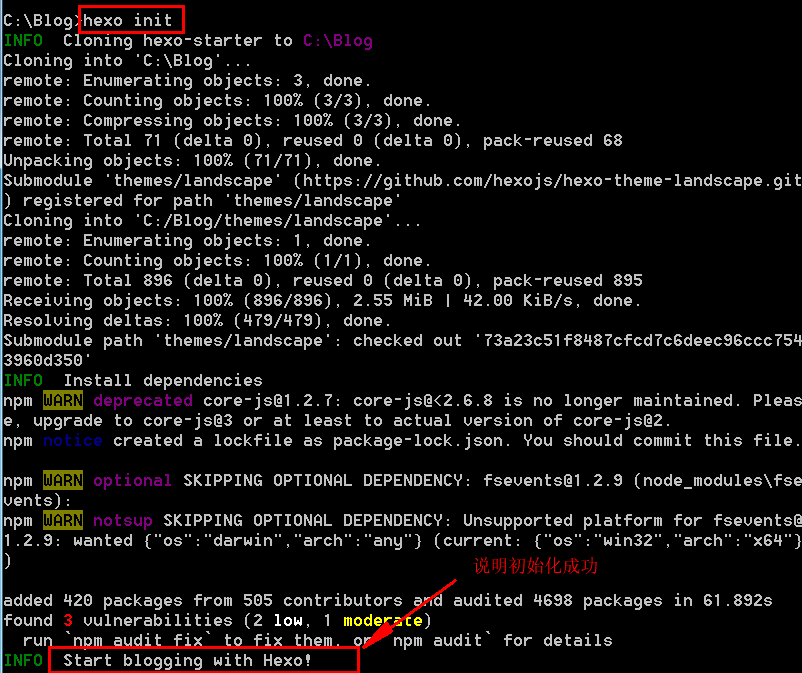 C:\Blog>hexo init
INFO  Cloning hexo-starter to C:\Blog
Cloning into 'C:\Blog'...
remote: Enumerating objects: 3, done.
remote: Counting objects: 100% (3/3), done.
remote: Compressing objects: 100% (3/3), done.
remote: Total 71 (delta 0), reused 0 (delta 0), pack-reused 68
Unpacking objects: 100% (71/71), done.
Submodule 'themes/landscape' (https://github.com/hexojs/hexo-theme-landscape.git
) registered for path 'themes/landscape'
Cloning into 'C:/Blog/themes/landscape'...
remote: Enumerating objects: 1, done.
remote: Counting objects: 100% (1/1), done.
remote: Total 896 (delta 0), reused 0 (delta 0), pack-reused 895
Receiving objects: 100% (896/896), 2.55 MiB | 42.00 KiB/s, done.
Resolving deltas: 100% (479/479), done.
Submodule path 'themes/landscape': checked out '73a23c51f8487cfcd7c6deec96ccc754
3960d350'
INFO  Install dependencies
npm WARN deprecated core-js@1.2.7: core-js@<2.6.8 is no longer maintained. Pleas
e, upgrade to core-js@3 or at least to actual version of core-js@2.
npm notice created a lockfile as package-lock.json. You should commit this file.
npm WARN optional SKIPPING OPTIONAL DEPENDENCY: fsevents@1.2.9 (node_modules\fse
vents):
npm WARN notsup SKIPPING OPTIONAL DEPENDENCY: Unsupported platform for fsevents@
1.2.9: wanted {"os":"darwin","arch":"any"} (current: {"os":"win32","arch":"x64"}
)
说明初始化成功
added 420 packages from 505 contributors and audited 4698 packages in 61.892s
found 3 vulnerabilities (2 low, 1 moderate)
  run `npm audit fix` to fix them, or `npm audit` for details
INFO  Start blogging with Hexo!